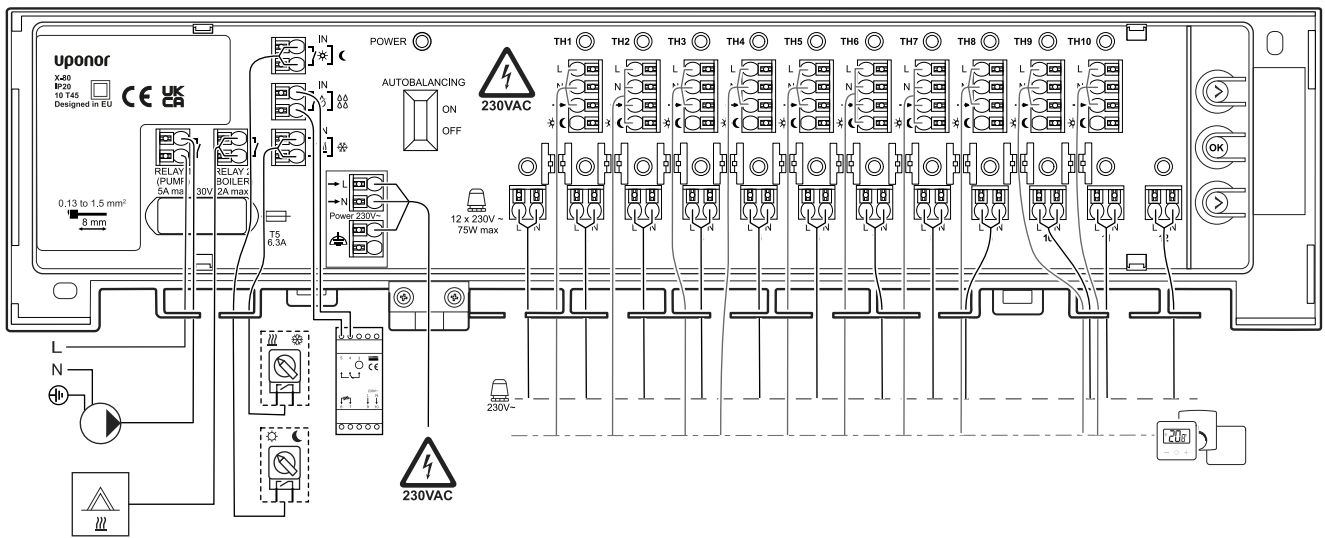 uponor
X-80
IP20
10 T45
Designed in EU
CE UK
CA
IN
IN
POWER
AUTOBALANCING
ON
OFF
230VAC
RELAY 1
(PUMP)
5A max
RELAY 2
(BOILER)
2A max
30V
0.13 to 1.5 mm²
8 mm
T5
6.3A
L
N
Power 230V~
12 x 230V ~
75W max
TH1 TH2 TH3 TH4 TH5 TH6 TH7 TH8 TH9 TH10
L L L L L L L L L L
N N N
L N L N L N L N L N L N L N
OK
L
N
CE
230VAC
230V~
20